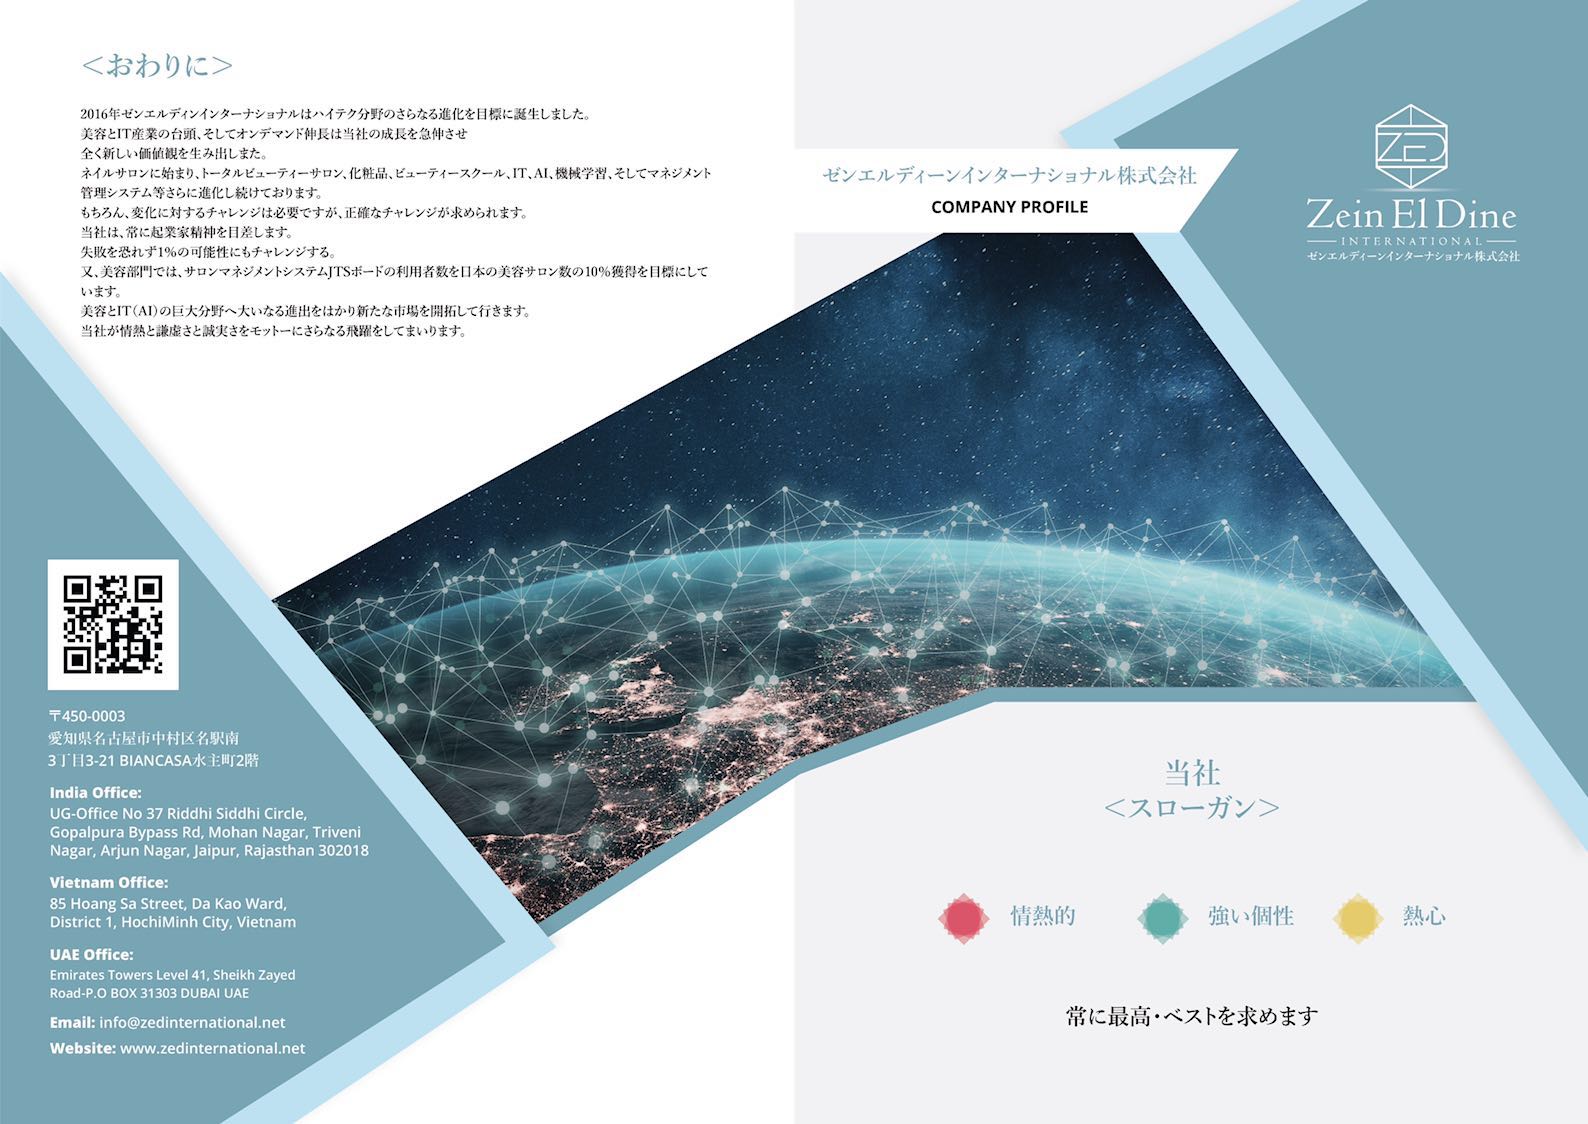 ＜おわりに＞
2016年ゼンエルディンインターナショナルはハイテク分野のさらなる進化を目標に誕生しました。
美容とIT産業の台頭、そしてオンデマンド伸長は当社の成長を急伸させ
全く新しい価値観を生み出しまた。
ネイルサロンに始まり、トータルビューティーサロン、化粧品、ビューティースクール、IT、AI、機械学習、そしてマネジメント
管理システム等さらに進化し続けております。
もちろん、変化に対するチャレンジは必要ですが、正確なチャレンジが求められます。
当社は、常に起業家精神を目差します。
失敗を恐れず1%の可能性にもチャレンジする。
又、美容部門では、サロンマネジメントシステムJTSボードの利用者数を日本の美容サロン数の10%獲得を目標にして
います。
美容とIT（AI）の巨大分野へ大いなる進出をはかり新たな市場を開拓して行きます。
当社が情熱と謙虚さと誠実さをモットーにさらなる飛躍をしてまいります。
〒450-0003
愛知県名古屋市中村区名駅南
3丁目3-21 BIANCASA水主町2階
India Office:
UG-Office No 37 Riddhi Siddhi Circle,
Gopalpura Bypass Rd, Mohan Nagar, Triveni
Nagar, Arjun Nagar, Jaipur, Rajasthan 302018
Vietnam Office:
85 Hoang Sa Street, Da Kao Ward,
District 1, HochiMinh City, Vietnam
UAE Office:
Emirates Towers Level 41, Sheikh Zayed
Road-P.O BOX 31303 DUBAI UAE
Email: info@zedinternational.net
Website: www.zedinternational.net
ゼンエルディーンインターナショナル株式会社
COMPANY PROFILE
ZED
Zein El Dine
INTERNATIONAL
ゼンエルディーンインターナショナル株式会社
当社
＜スローガン＞
情熱的
強い個性
熱心
常に最高・ベストを求めます